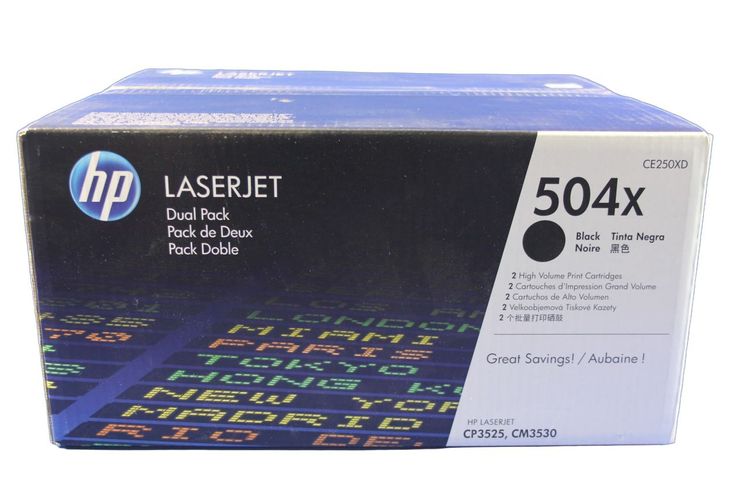 hp
LASERJET
Dual Pack
Pack de Deux
Pack Doble
CE250XD
504x
Black Tinta Negra
Noire 黑色
2 High Volume Print Cartridges
2 Cartouches d'Impression Grand Volume
2 Cartuchos de Alto Volumen
2 Velkoobjemová Tiskové Kazety
2 个批量打印硒鼓
Great Savings! / Aubaine !
HP LASERJET
CP3525, CM3530
LONDON
MIAMI
PARIS
TOKYO
HONG KO
NEW YOR
MADRID
RIO DE